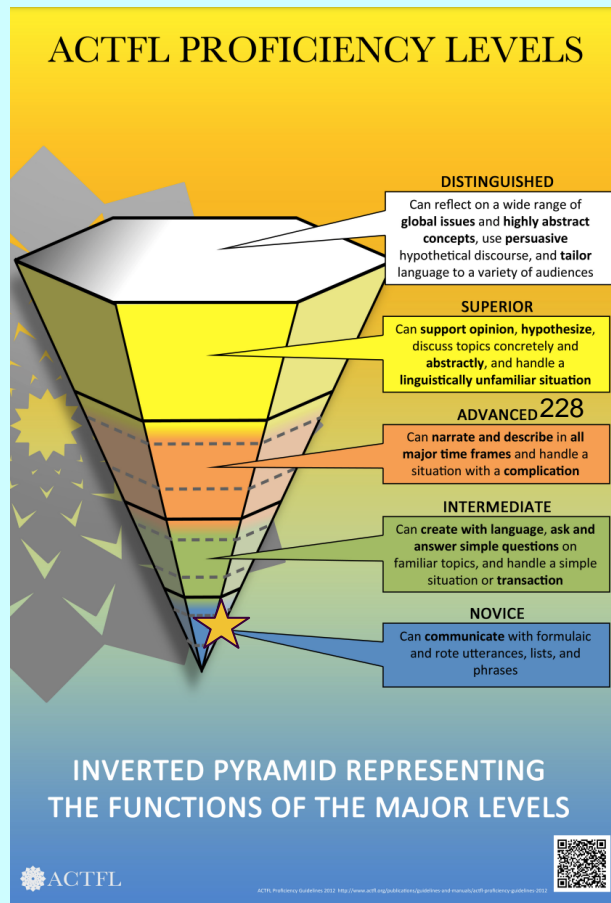 ACTFL PROFICIENCY LEVELS
DISTINGUISHED
Can reflect on a wide range of
global issues and highly abstract
concepts, use persuasive
hypothetical discourse, and tailor
language to a variety of audiences
SUPERIOR
Can support opinion, hypothesize,
discuss topics concretely and
abstractly, and handle a
linguistically unfamiliar situation
ADVANCED 228
Can narrate and describe in all
major time frames and handle a
situation with a complication
INTERMEDIATE
Can create with language, ask and
answer simple questions on
familiar topics, and handle a simple
situation or transaction
NOVICE
Can communicate with formulaic
and rote utterances, lists, and
phrases
INVERTED PYRAMID REPRESENTING
THE FUNCTIONS OF THE MAJOR LEVELS
ACTFL
ACTFL Proficiency Guidelines 2012 http://www.actfl.org/publications/guidelines-and-manuals/actfl-proficiency-guidelines-2012